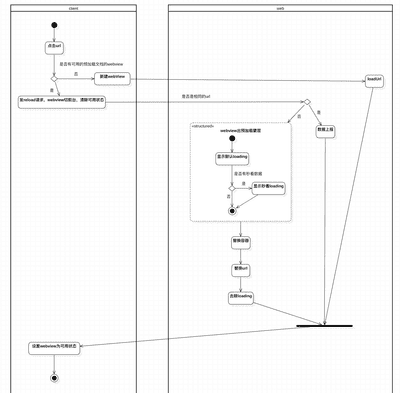 client
web
点击url
是否有可用的预加载文档的webview
否
新建webview
loadUrl
是
发reload请求、webview切前台、清除可用状态
是否是相同的url
否
是
数据上报
<structured>
webview出预加载蒙层
显示默认loading
是否有秒看数据
是
显示秒看loading
否
替换容器
替换url
去除loading
设置webview为可用状态